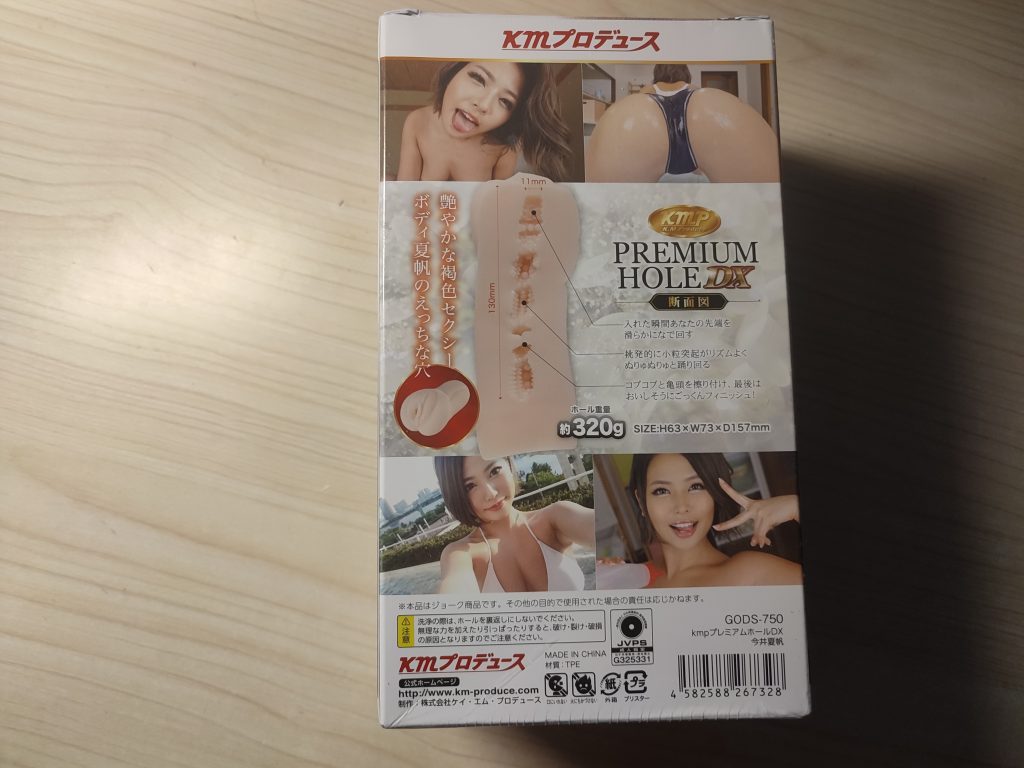 KMプロデュース
11mm
130mm
艶やかな褐色セクシー
ボディ夏帆のえっちな穴
K.M.P
K.M.Produce
PREMIUM
HOLE DX
断面図
入れた瞬間あなたの先端を
滑らかになで回す
挑発的に小粒突起がリズムよく
ぬりゅぬりゅと踊り回る
コプコプと亀頭を擦り付け、最後は
おいしそうにごっくんフィニッシュ!
ホール重量
約320g
SIZE:H63×W73×D157mm
※本品はジョーク商品です。その他の目的で使用された場合の責任は応じかねます。
注意
洗浄の際は、ホールを裏返しにしないでください。
無理な力を加えたり引っぱったりすると、破け・裂け・破損
の原因となりますのでご注意ください。
JVPS
G325331
GODS-750
kmpプレミアムホールDX
今井夏帆
KMプロデュース
公式ホームページ
http://www.km-produce.com
制作:株式会社ケイ・エム・プロデュース
MADE IN CHINA
材質:TPE
紙
外箱
プラ
ブリスター
4 582588 267328